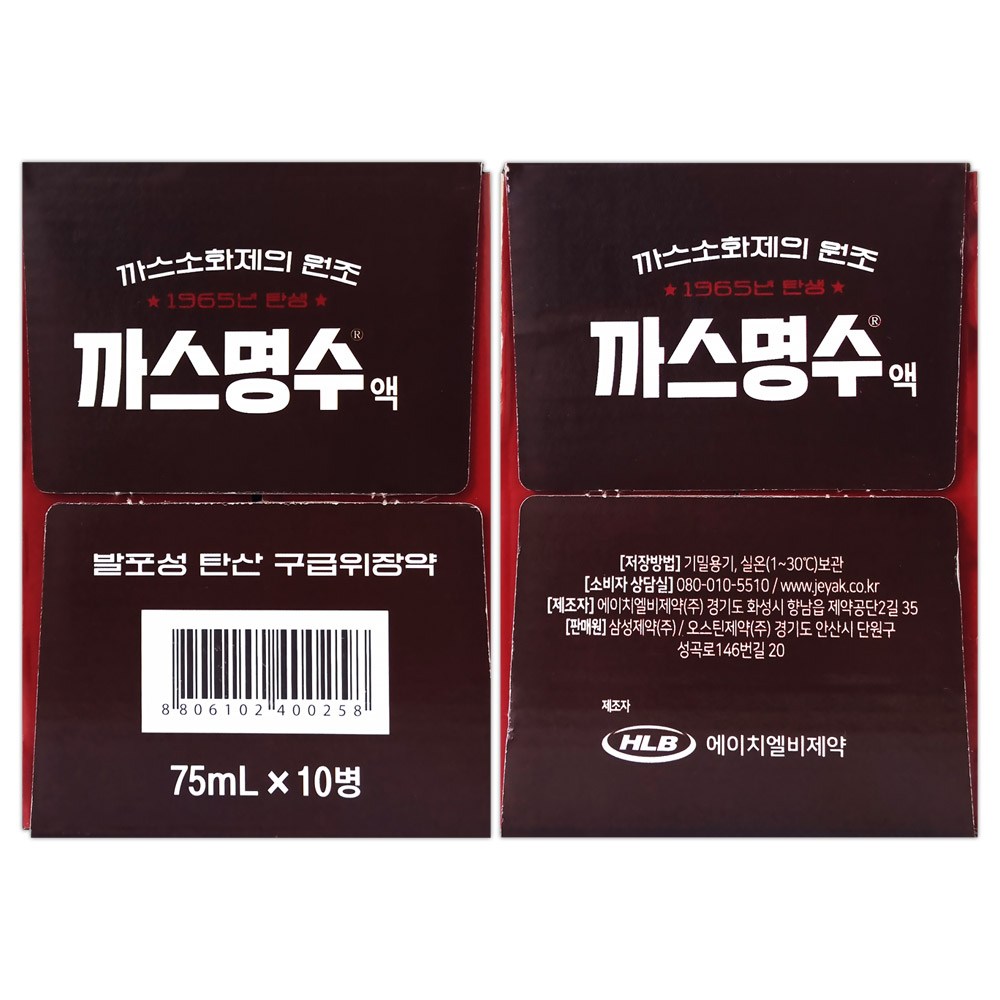 까스소화제의 원조
★ 1965년 탄생 ★
까스명수® 액
발포성 탄산 구급위장약
8 806102 400258
75mL × 10병
까스소화제의 원조
★ 1965년 탄생 ★
까스명수® 액
[저장방법] 기밀용기, 실온(1~30℃)보관
[소비자 상담실] 080-010-5510 / www.jeyak.co.kr
[제조자] 에이치엘비제약(주) 경기도 화성시 향남읍 제약공단2길 35
[판매원] 삼성제약(주) / 오스틴제약(주) 경기도 안산시 단원구
성곡로146번길 20
제조자
HLB 에이치엘비제약